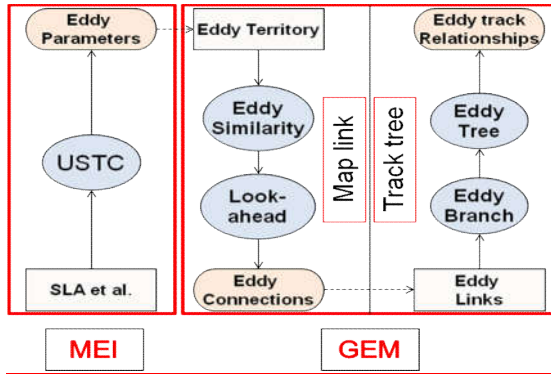 Eddy
Parameters
USTC
SLA et al.
MEI
Eddy Territory
Eddy
Similarity
Look-
ahead
Eddy
Connections
Map link
Track tree
Eddy track
Relationships
Eddy
Tree
Eddy
Branch
Eddy
Links
GEM